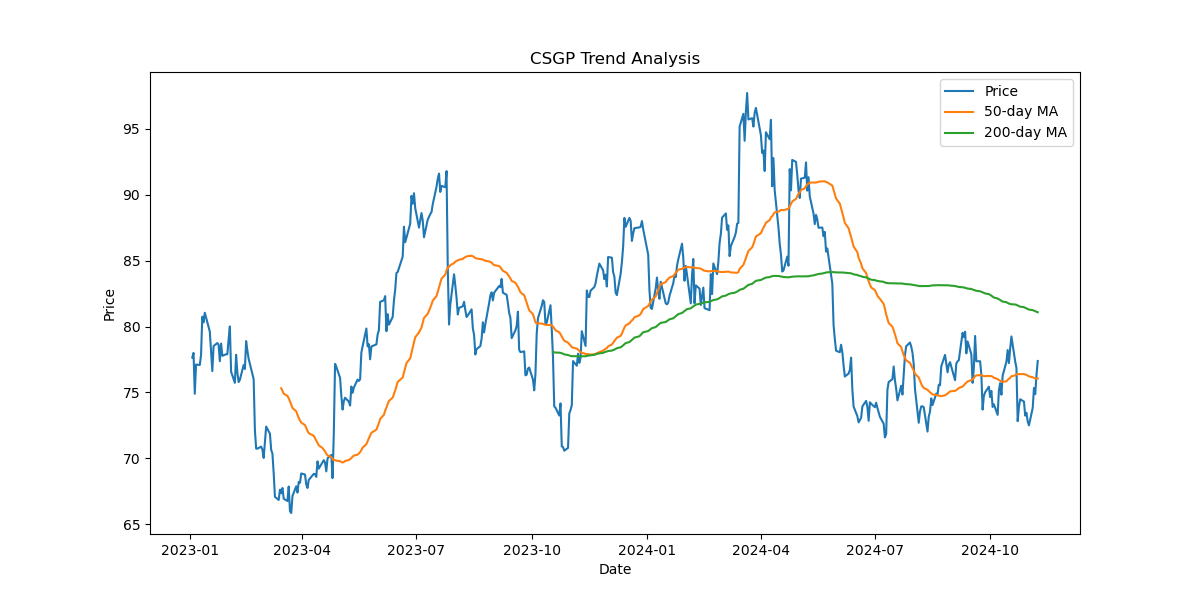 CSGP Trend Analysis
Price
50-day MA
200-day MA
95
90
85
80
75
70
65
Price
2023-01
2023-04
2023-07
2023-10
2024-01
2024-04
2024-07
2024-10
Date